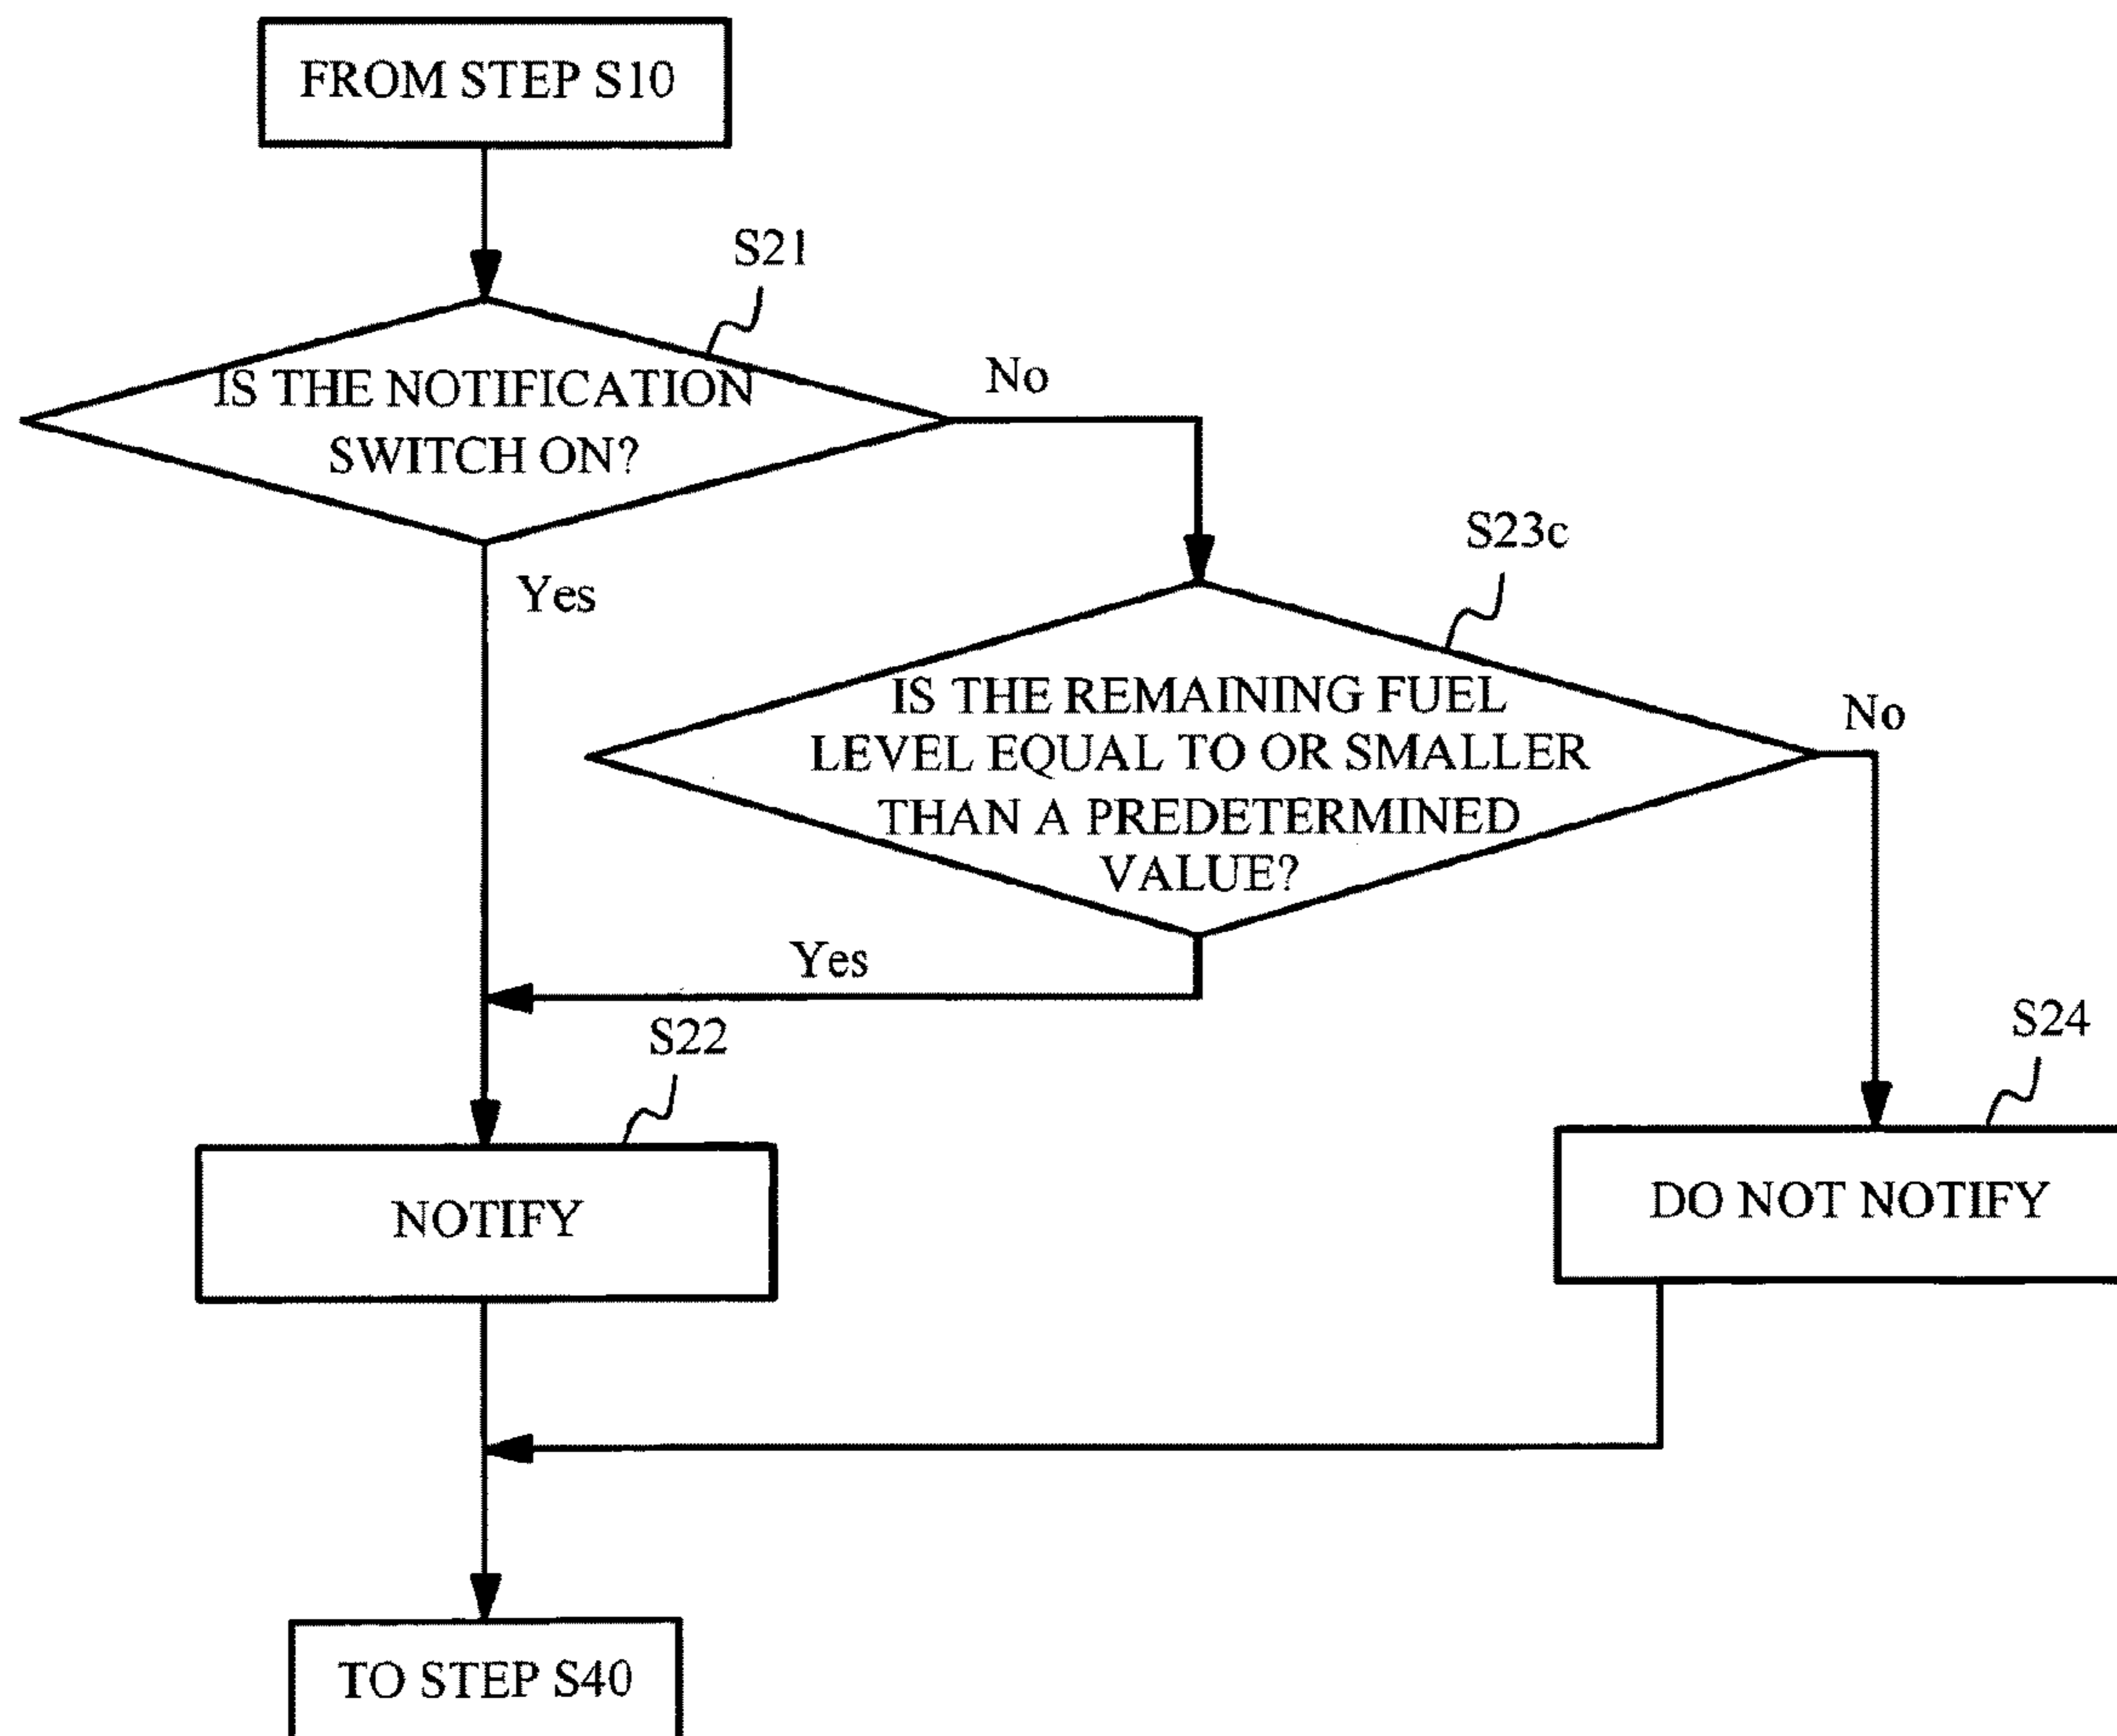 FROM STEP S10
S21
IS THE NOTIFICATION
SWITCH ON?
No
Yes
S23c
IS THE REMAINING FUEL
LEVEL EQUAL TO OR SMALLER
THAN A PREDETERMINED
VALUE?
No
Yes
S22
NOTIFY
S24
DO NOT NOTIFY
TO STEP S40